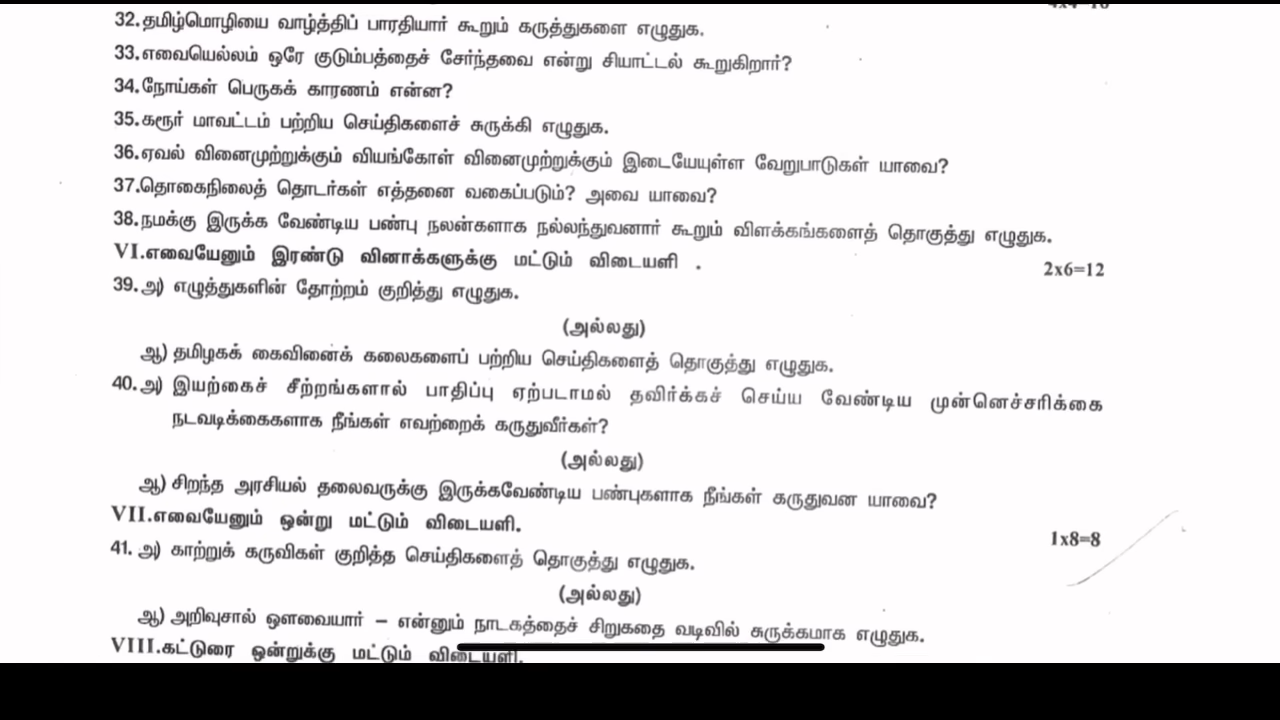 32.தமிழ்மொழியை வாழ்த்திப் பாரதியார் கூறும் கருத்துகளை எழுதுக.
33.எவையெல்லம் ஒரே குடும்பத்தைச் சேர்ந்தவை என்று சியாட்டல் கூறுகிறார்?
34.நோய்கள் பெருகக் காரணம் என்ன?
35.கரூர் மாவட்டம் பற்றிய செய்திகளைச் சுருக்கி எழுதுக.
36.ஏவல் வினைமுற்றுக்கும் வியங்கோள் வினைமுற்றுக்கும் இடையேயுள்ள வேறுபாடுகள் யாவை?
37.தொகைநிலைத் தொடர்கள் எத்தனை வகைப்படும்? அவை யாவை?
38.நமக்கு இருக்க வேண்டிய பண்பு நலன்களாக நல்லந்துவனார் கூறும் விளக்கங்களைத் தொகுத்து எழுதுக.
VI.எவையேனும் இரண்டு வினாக்களுக்கு மட்டும் விடையளி . 2x6=12
39.அ) எழுத்துகளின் தோற்றம் குறித்து எழுதுக.
(அல்லது)
ஆ) தமிழகக் கைவினைக் கலைகளைப் பற்றிய செய்திகளைத் தொகுத்து எழுதுக.
40.அ) இயற்கைச் சீற்றங்களால் பாதிப்பு ஏற்படாமல் தவிர்க்கச் செய்ய வேண்டிய முன்னெச்சரிக்கை
நடவடிக்கைகளாக நீங்கள் எவற்றைக் கருதுவீர்கள்?
(அல்லது)
ஆ) சிறந்த அரசியல் தலைவருக்கு இருக்கவேண்டிய பண்புகளாக நீங்கள் கருதுவன யாவை?
VII.எவையேனும் ஒன்று மட்டும் விடையளி. 1x8=8
41. அ) காற்றுக் கருவிகள் குறித்த செய்திகளைத் தொகுத்து எழுதுக.
(அல்லது)
ஆ) அறிவுசால் ஔவையார் – என்னும் நாடகத்தைச் சிறுகதை வடிவில் சுருக்கமாக எழுதுக.
VIII.கட்டுரை ஒன்றுக்கு மட்டும் விடையளி.